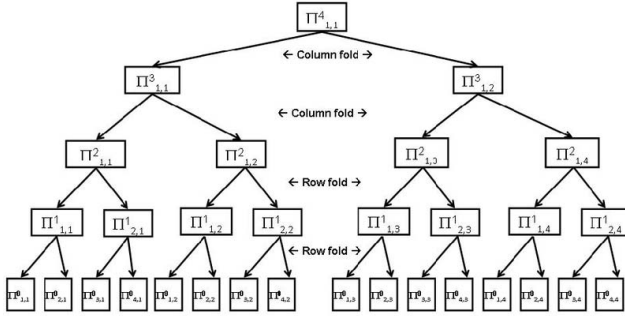 Π⁴₁,₁
← Column fold →
Π³₁,₁ Π³₁,₂
← Column fold →
Π²₁,₁ Π²₁,₂ Π²₁,₃ Π²₁,₄
← Row fold →
Π¹₁,₁ Π¹₂,₁ Π¹₁,₂ Π¹₂,₂ Π¹₁,₃ Π¹₂,₃ Π¹₁,₄ Π¹₂,₄
← Row fold →
Π⁰₁,₁ Π⁰₂,₁ Π⁰₃,₁ Π⁰₄,₁ Π⁰₁,₂ Π⁰₂,₂ Π⁰₃,₂ Π⁰₄,₂ Π⁰₁,₃ Π⁰₂,₃ Π⁰₃,₃ Π⁰₄,₃ Π⁰₁,₄ Π⁰₂,₄ Π⁰₃,₄ Π⁰₄,₄